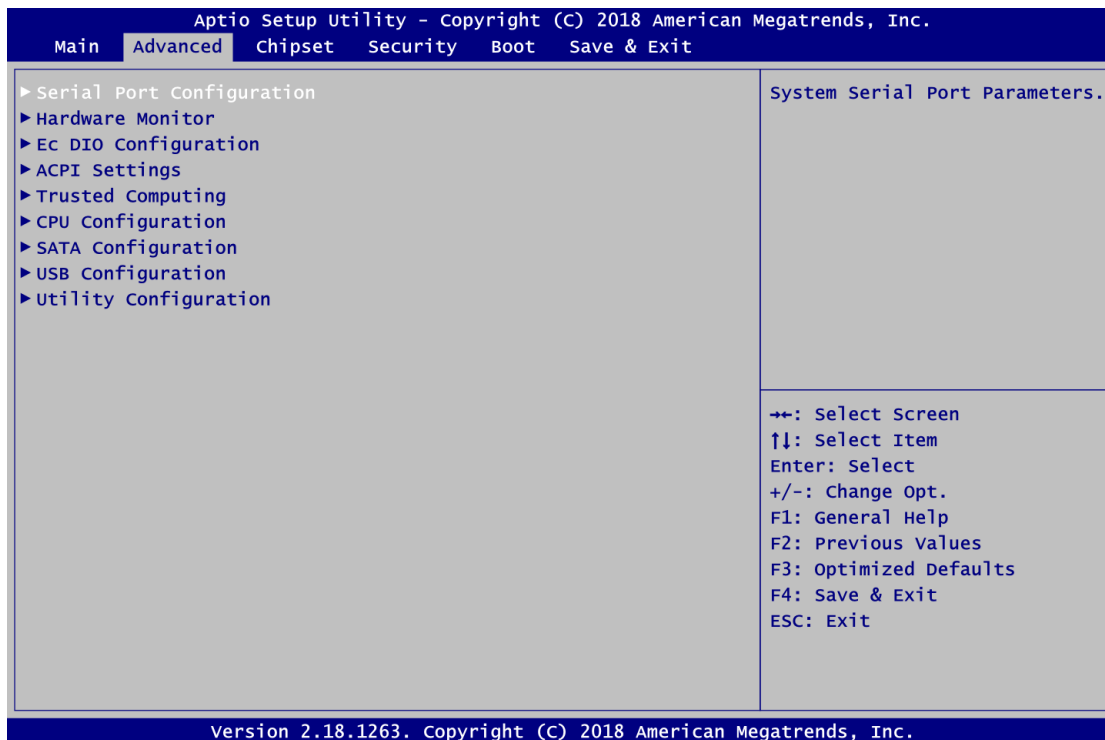 Aptio Setup Utility - Copyright (C) 2018 American Megatrends, Inc.
Main Advanced Chipset Security Boot Save & Exit
▶ Serial Port Configuration
▶ Hardware Monitor
▶ Ec DIO Configuration
▶ ACPI Settings
▶ Trusted Computing
▶ CPU Configuration
▶ SATA Configuration
▶ USB Configuration
▶ Utility Configuration
System Serial Port Parameters.
→←: Select Screen
↑↓: Select Item
Enter: Select
+/-: Change Opt.
F1: General Help
F2: Previous Values
F3: Optimized Defaults
F4: Save & Exit
ESC: Exit
Version 2.18.1263. Copyright (C) 2018 American Megatrends, Inc.